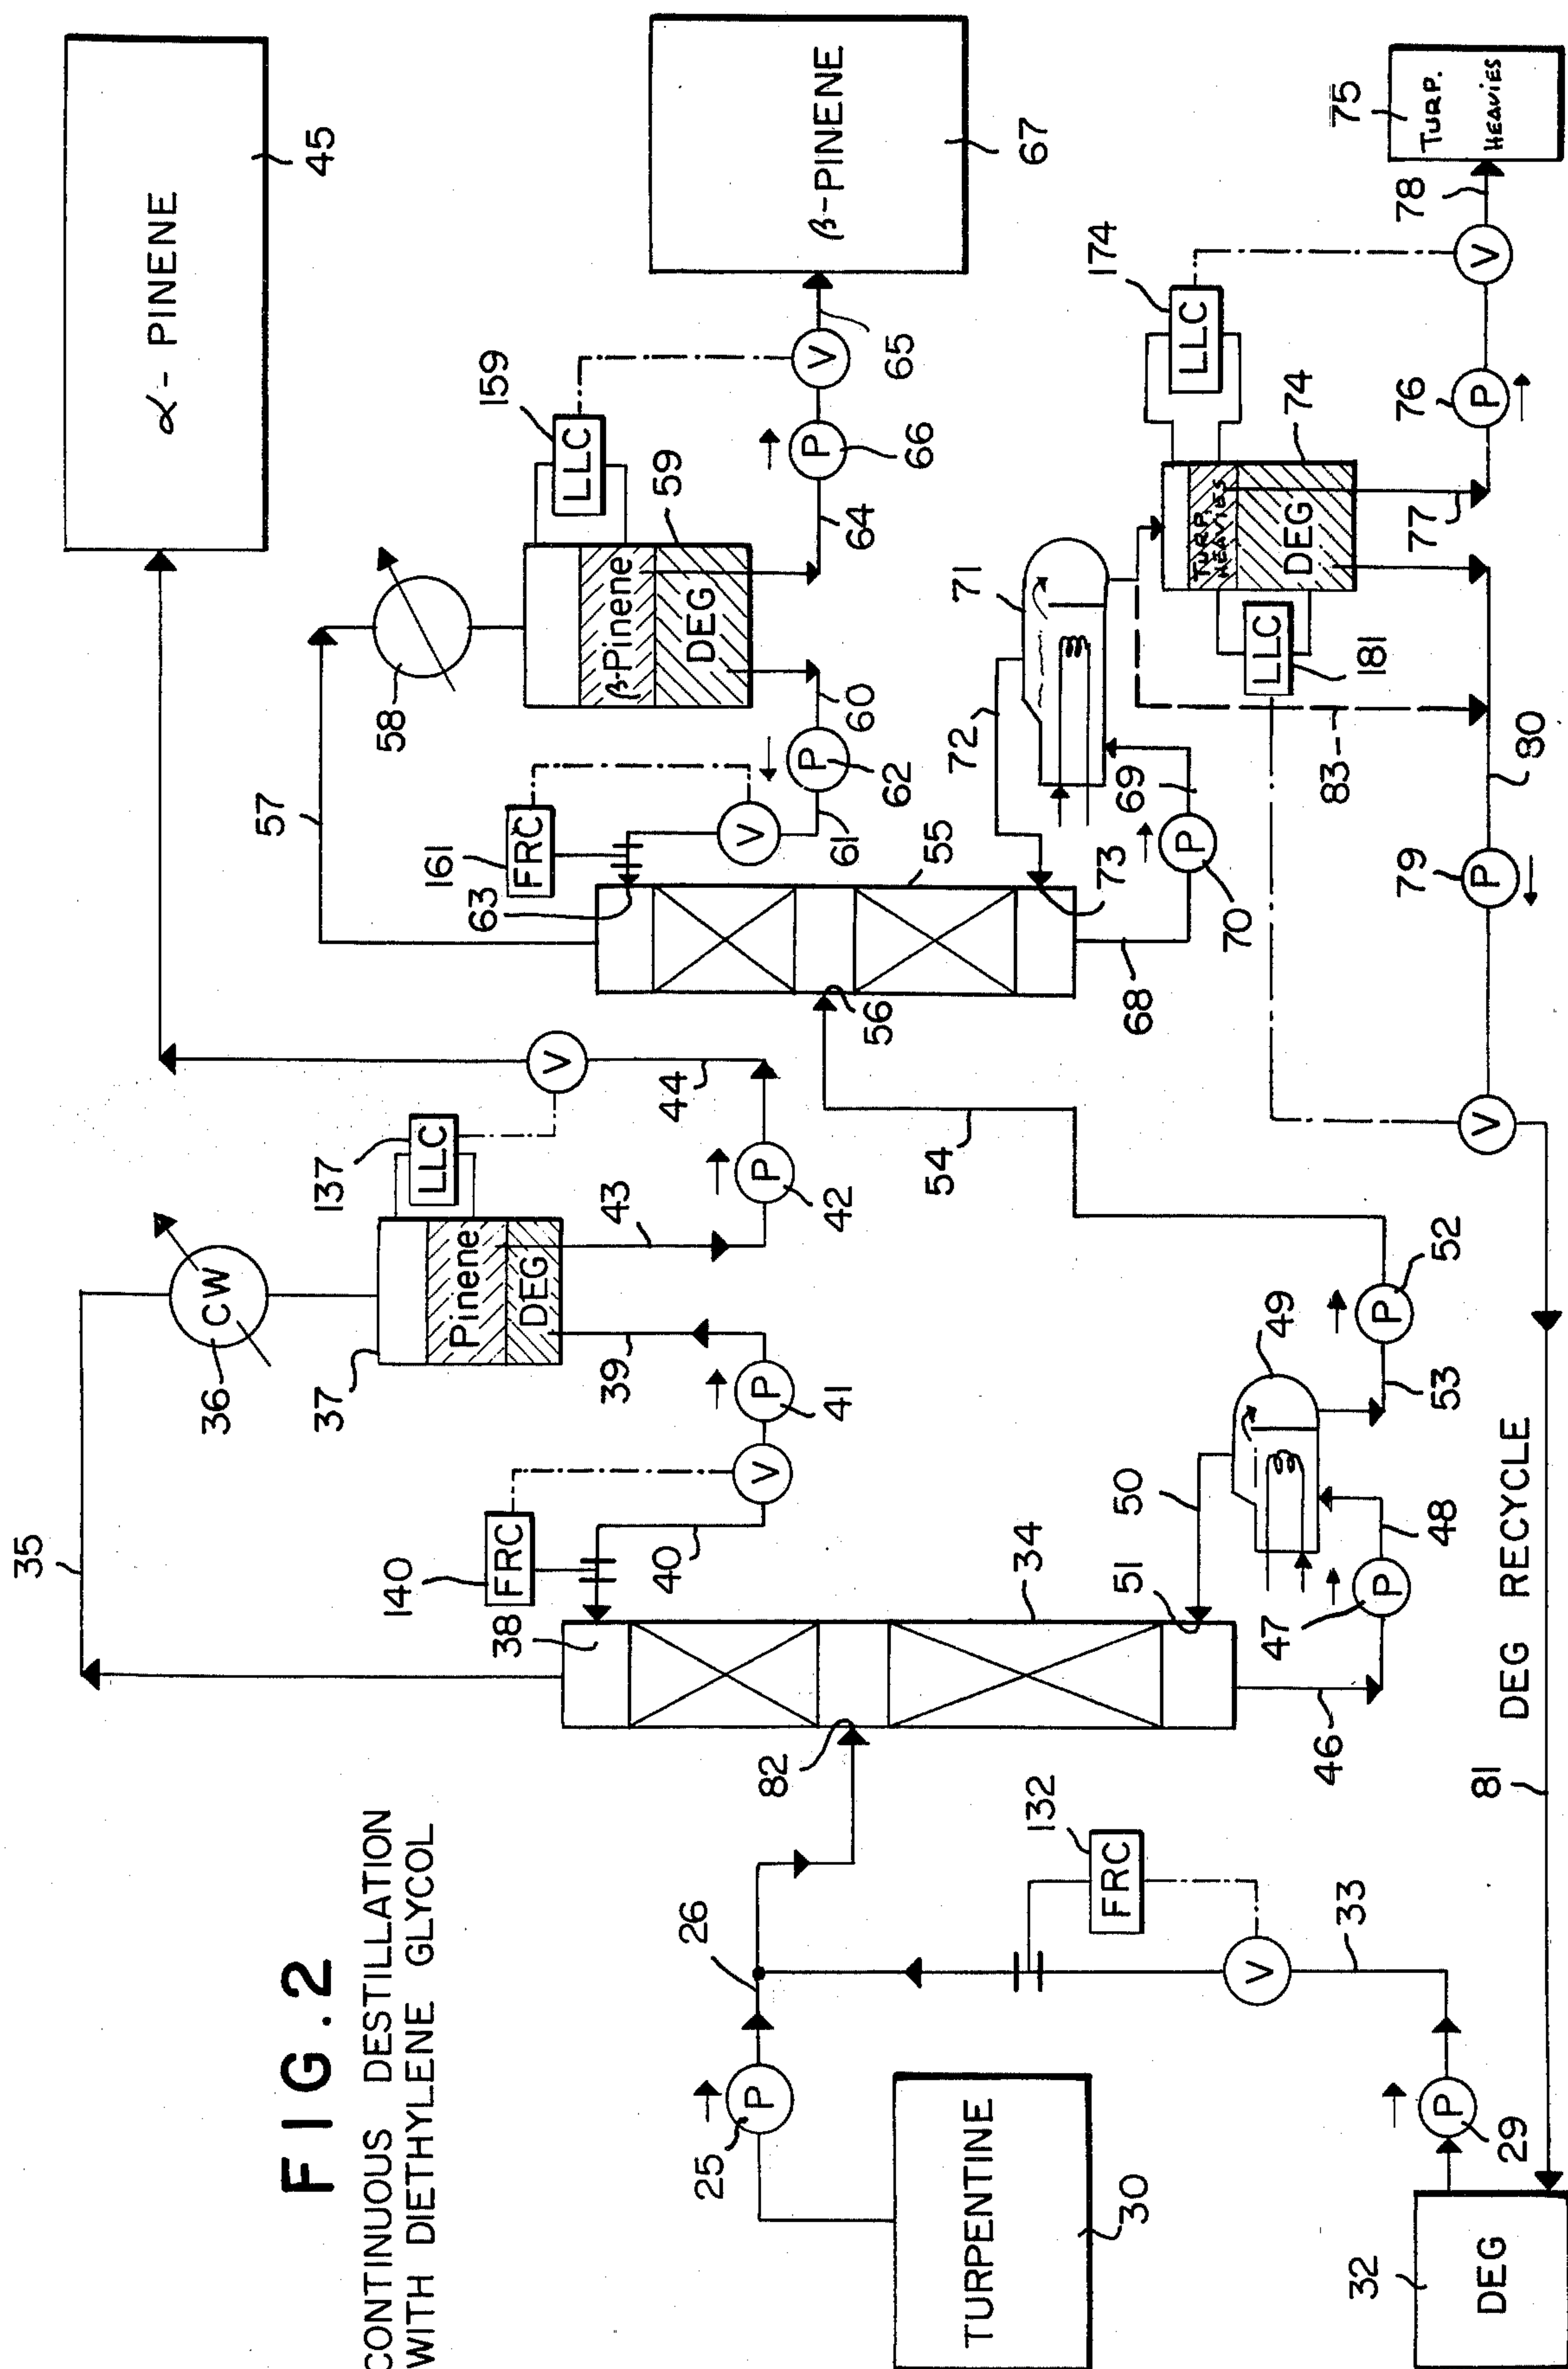 FIG. 2
CONTINUOUS DESTILLATION
WITH DIETHYLENE GLYCOL
TURPENTINE
30
DEG
32
25
P
26
29
P
33
V
FRC
132
82
34
38
35
CW
36
37
Pinene
DEG
LLC
137
39
43
P
41
V
FRC
140
40
P
42
44
V
α - PINENE
45
46
P
47
48
49
50
51
P
52
53
54
55
56
57
58
β-Pinene
DEG
59
LLC
159
60
P
62
61
V
FRC
161
63
64
P
66
V
65
β-PINENE
67
68
P
70
69
71
72
73
TURP.
HEAVIES
DEG
74
LLC
174
LLC
181
77
P
76
V
78
75
TURP.
HEAVIES
83
80
P
79
V
81
DEG RECYCLE